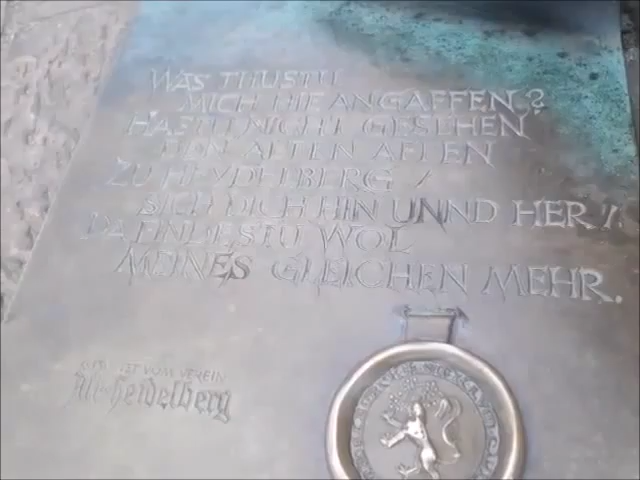 WAS THUSTU
MICH HIE ANGAFFEN?
HASTU NICHT GESEHEN
DEN ALTEN AFFEN
ZU HEYDELBERG /
SICH DICH HIN UNND HER /
DA FINDESTU WOL
MEINES GLEICHEN MEHR.
VOM VEREIN
Alt-Heidelberg